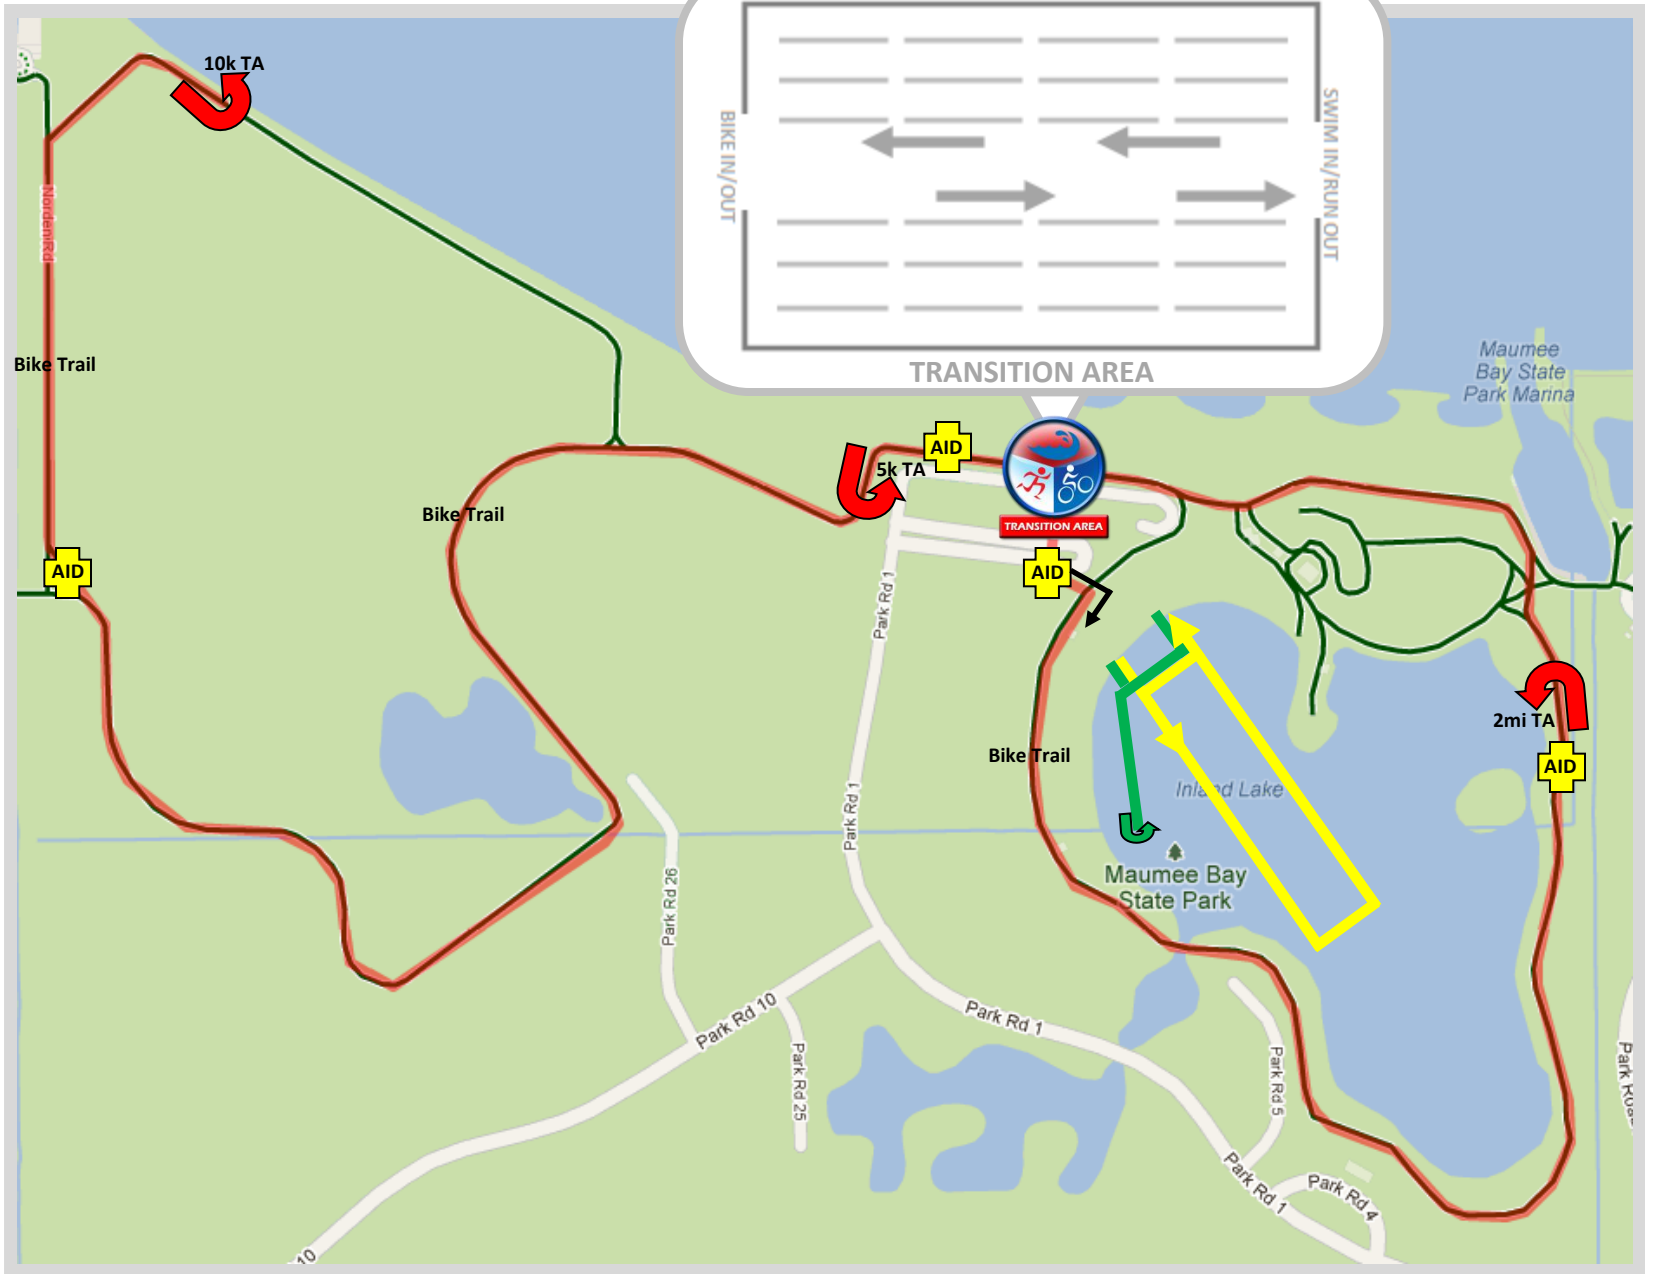 10k TA
BIKE IN/OUT
SWIM IN/RUN OUT
TRANSITION AREA
Norden Rd
Bike Trail
Maumee
Bay State
Park Marina
AID
5k TA
TRANSITION AREA
Bike Trail
AID
AID
Park Rd 1
2mi TA
AID
Bike Trail
Inland Lake
Park Rd 1
Maumee Bay
State Park
Park Rd 26
Park Rd 10
Park Rd 1
Park Rd 25
Park Rd 5
Park Rd 1
Park Rd 4
10